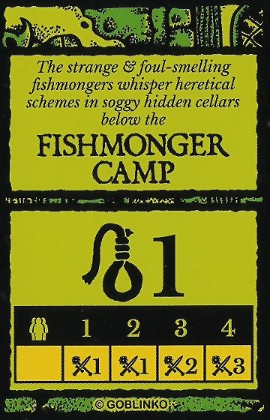 The strange & foul-smelling
fishmongers whisper heretical
schemes in soggy hidden cellars
below the
FISHMONGER
CAMP
1
1 2 3 4
1 1 2 3
© GOBLINKO